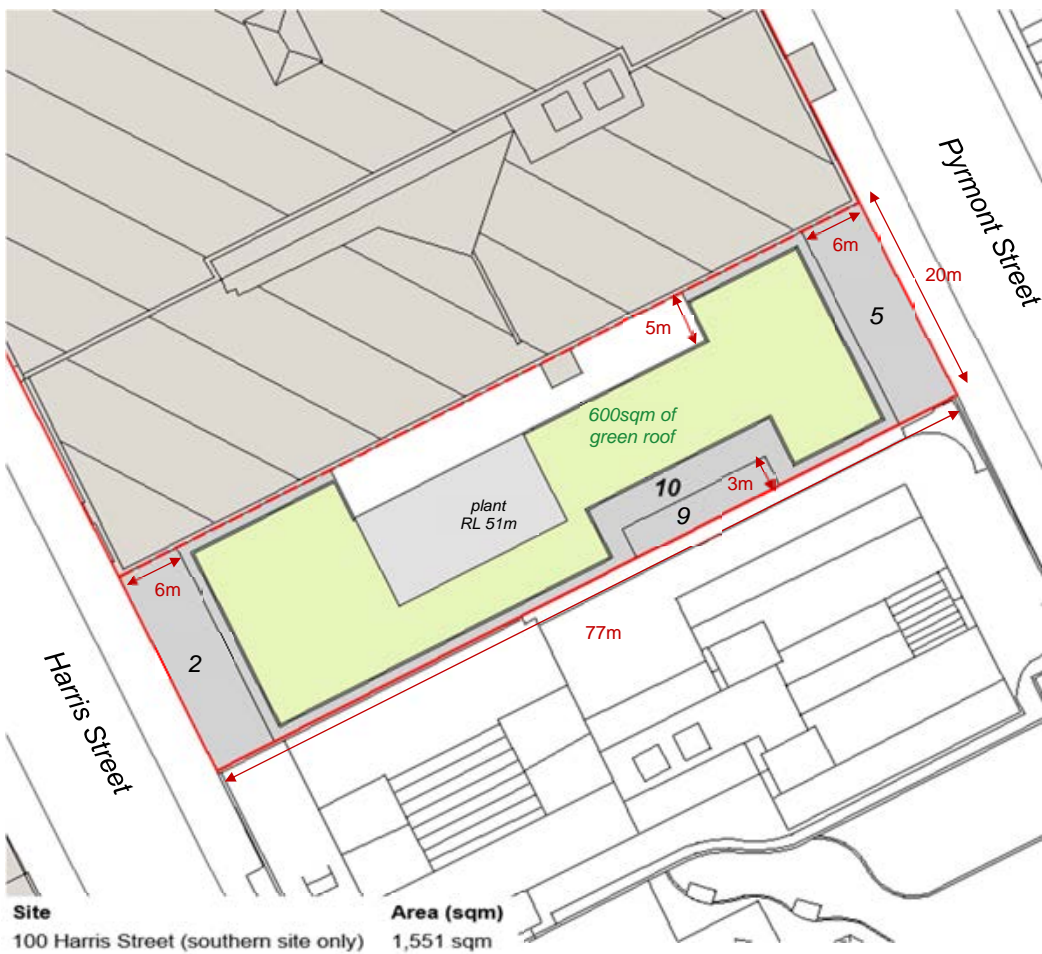 Pyrmont Street
6m
20m
5
5m
600sqm of
green roof
plant
RL 51m
10
3m
9
6m
77m
2
Harris Street
Site Area (sqm)
100 Harris Street (southern site only) 1,551 sqm